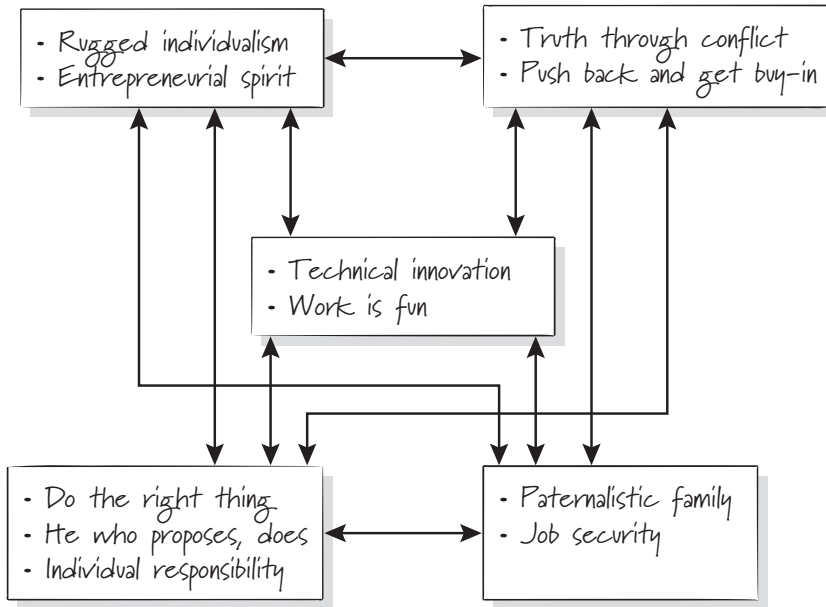 - Rugged individualism
- Entrepreneurial spirit
- Truth through conflict
- Push back and get buy-in
- Technical innovation
- Work is fun
- Do the right thing
- He who proposes, does
- Individual responsibility
- Paternalistic family
- Job security